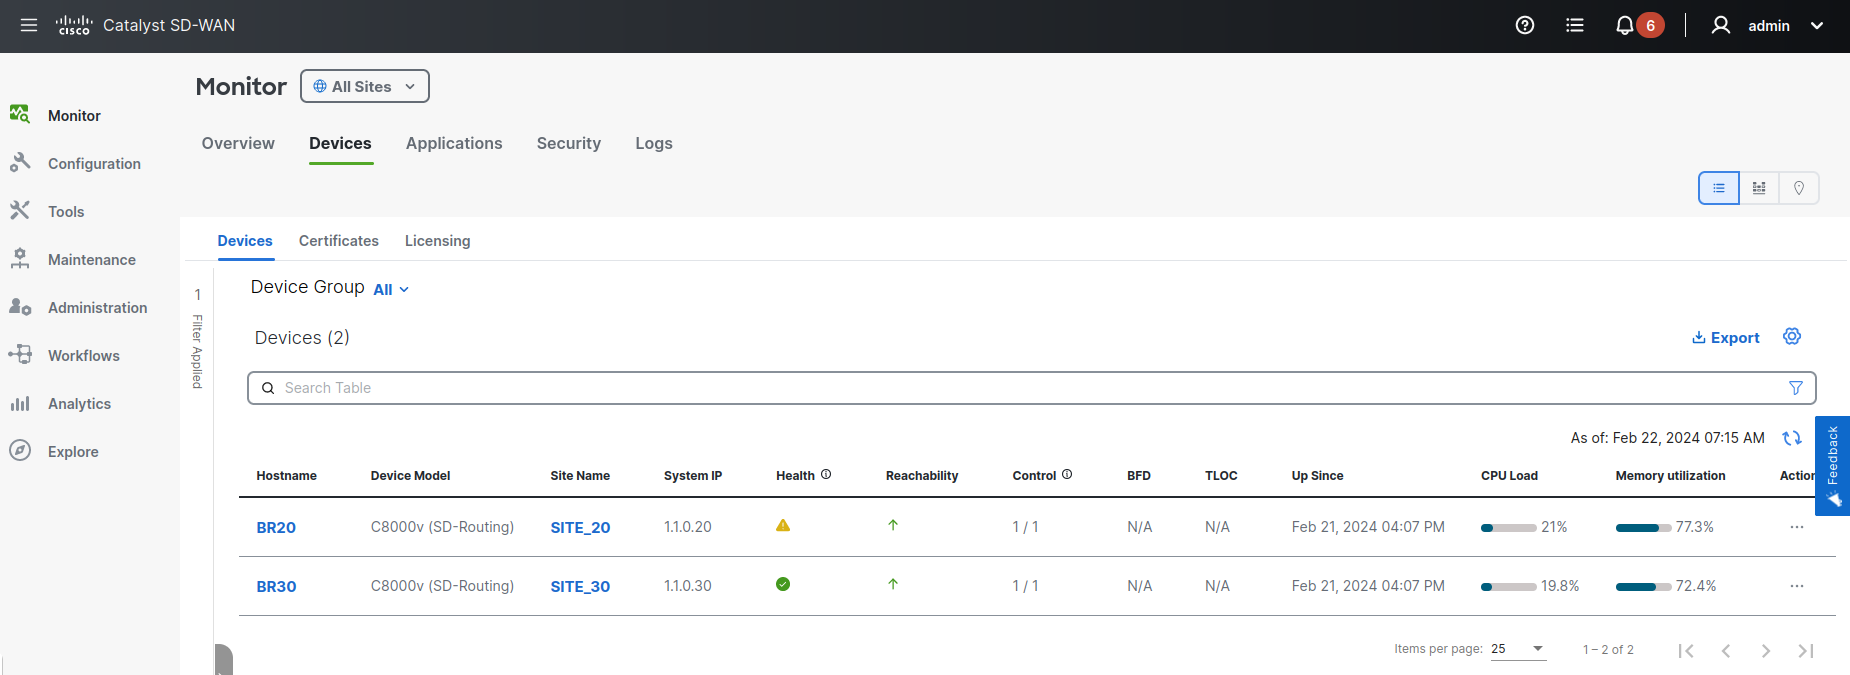 cisco Catalyst SD-WAN 6 admin
Monitor All Sites
Monitor
Configuration
Tools
Maintenance
Administration
Workflows
Analytics
Explore
Overview Devices Applications Security Logs
Devices Certificates Licensing
1 Filter Applied
Device Group All
Devices (2) Export
Search Table
As of: Feb 22, 2024 07:15 AM
Feedback
Hostname Device Model Site Name System IP Health Reachability Control BFD TLOC Up Since CPU Load Memory utilization Action
BR20 C8000v (SD-Routing) SITE_20 1.1.0.20 1 / 1 N/A N/A Feb 21, 2024 04:07 PM 21% 77.3% ...
BR30 C8000v (SD-Routing) SITE_30 1.1.0.30 1 / 1 N/A N/A Feb 21, 2024 04:07 PM 19.8% 72.4% ...
Items per page: 25 1 – 2 of 2